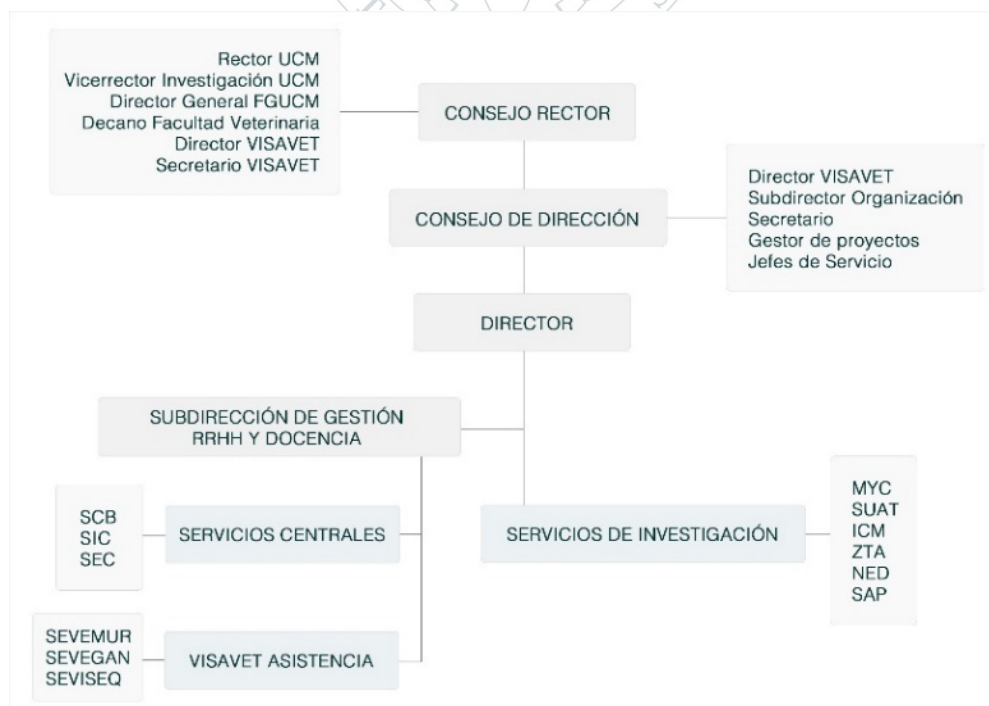 Rector UCM
Vicerrector Investigación UCM
Director General FGUCM
Decano Facultad Veterinaria
Director VISAVET
Secretario VISAVET
CONSEJO RECTOR
CONSEJO DE DIRECCIÓN
Director VISAVET
Subdirector Organización
Secretario
Gestor de proyectos
Jefes de Servicio
DIRECTOR
SUBDIRECCIÓN DE GESTIÓN
RRHH Y DOCENCIA
SCB
SIC
SEC
SERVICIOS CENTRALES
SERVICIOS DE INVESTIGACIÓN
MYC
SUAT
ICM
ZTA
NED
SAP
SEVEMUR
SEVEGAN
SEVISEQ
VISAVET ASISTENCIA